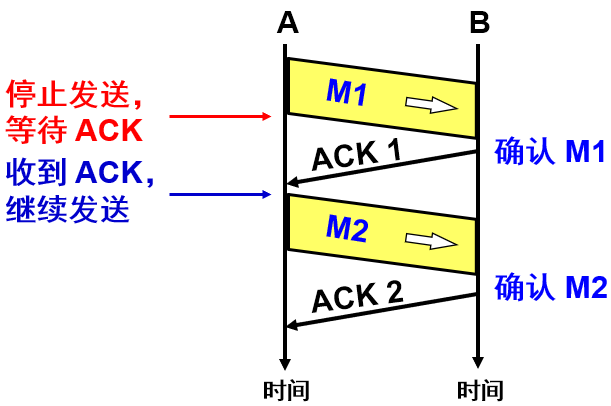 A
B
停止发送，
等待 ACK
M1
ACK 1
确认 M1
收到 ACK，
继续发送
M2
ACK 2
确认 M2
时间
时间